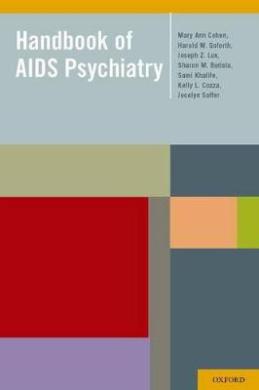 Handbook of
AIDS Psychiatry
Mary Ann Cohen,
Harold W. Goforth,
Joseph Z. Lux,
Sharon M. Batista,
Sami Khalife,
Kelly L. Cozza,
Jocelyn Soffer
OXFORD